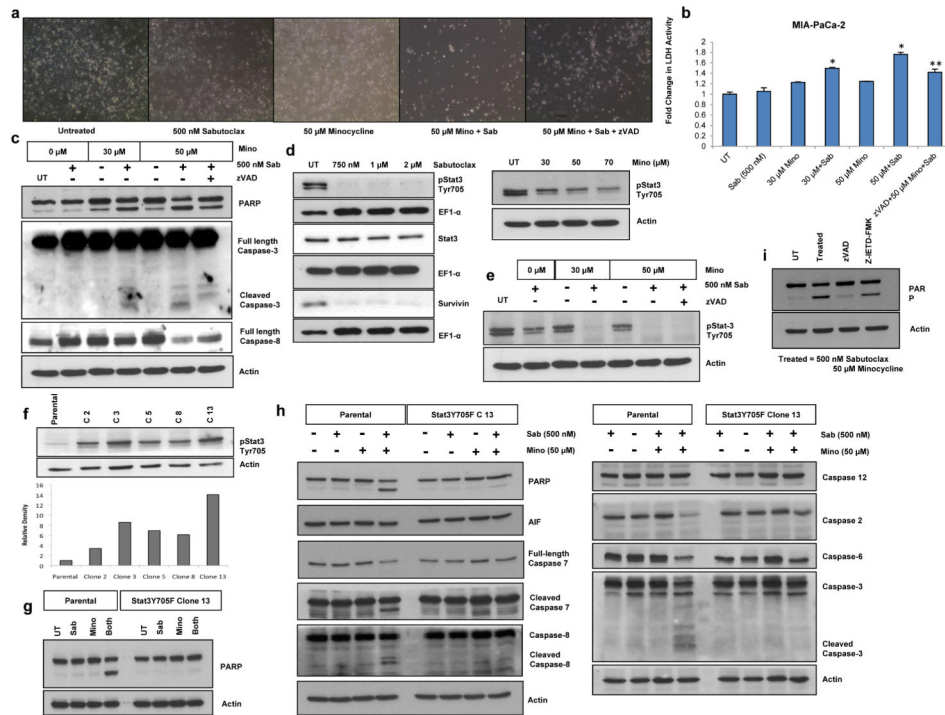 a
Untreated
500 nM Sabutoclax
50 µM Minocycline
50 µM Mino + Sab
50 µM Mino + Sab + zVAD
b
MIA-PaCa-2
Fold Change in LDH Activity
2
1.8
1.6
1.4
1.2
1
0.8
0.6
0.4
0.2
0
*
*
**
UT
Sab (500 nM)
30 µM Mino
30 µM+Sab
50 µM Mino
50 µM+Sab
zVAD+50 µM Mino+Sab
c
0 µM 30 µM 50 µM Mino
+ - + - + + 500 nM Sab
UT - - - - - + zVAD
PARP
Full length
Caspase-3
Cleaved
Caspase-3
Full length
Caspase-8
Actin
d
UT 750 nM 1 µM 2 µM Sabutoclax
pStat3
Tyr705
EF1-α
Stat3
EF1-α
Survivin
EF1-α
UT 30 50 70 Mino (µM)
pStat3
Tyr705
Actin
e
0 µM 30 µM 50 µM Mino
+ - + - + + 500 nM Sab
UT - - - - - + zVAD
pStat-3
Tyr705
Actin
i
UT
Treated
zVAD
Z-IETD-FMK
PAR
P
Actin
Treated = 500 nM Sabutoclax
50 µM Minocycline
f
Parental
C 2
C 3
C 5
C 8
C 13
pStat3
Tyr705
Actin
Relative Density
16
14
12
10
8
6
4
2
0
Parental Clone 2 Clone 3 Clone 5 Clone 8 Clone 13
g
Parental Stat3Y705F Clone 13
UT Sab Mino Both UT Sab Mino Both
PARP
Actin
h
Parental Stat3Y705F C 13
- + - + - + - + Sab (500 nM)
- - + + - - + + Mino (50 µM)
PARP
AIF
Full-length
Caspase 7
Cleaved
Caspase 7
Caspase-8
Cleaved
Caspase-8
Actin
Parental Stat3Y705F Clone 13
Sab (500 nM) + - + + + - + +
Mino (50 µM) - - + + - - + +
Caspase 12
Caspase 2
Caspase-6
Caspase-3
Cleaved
Caspase-3
Actin